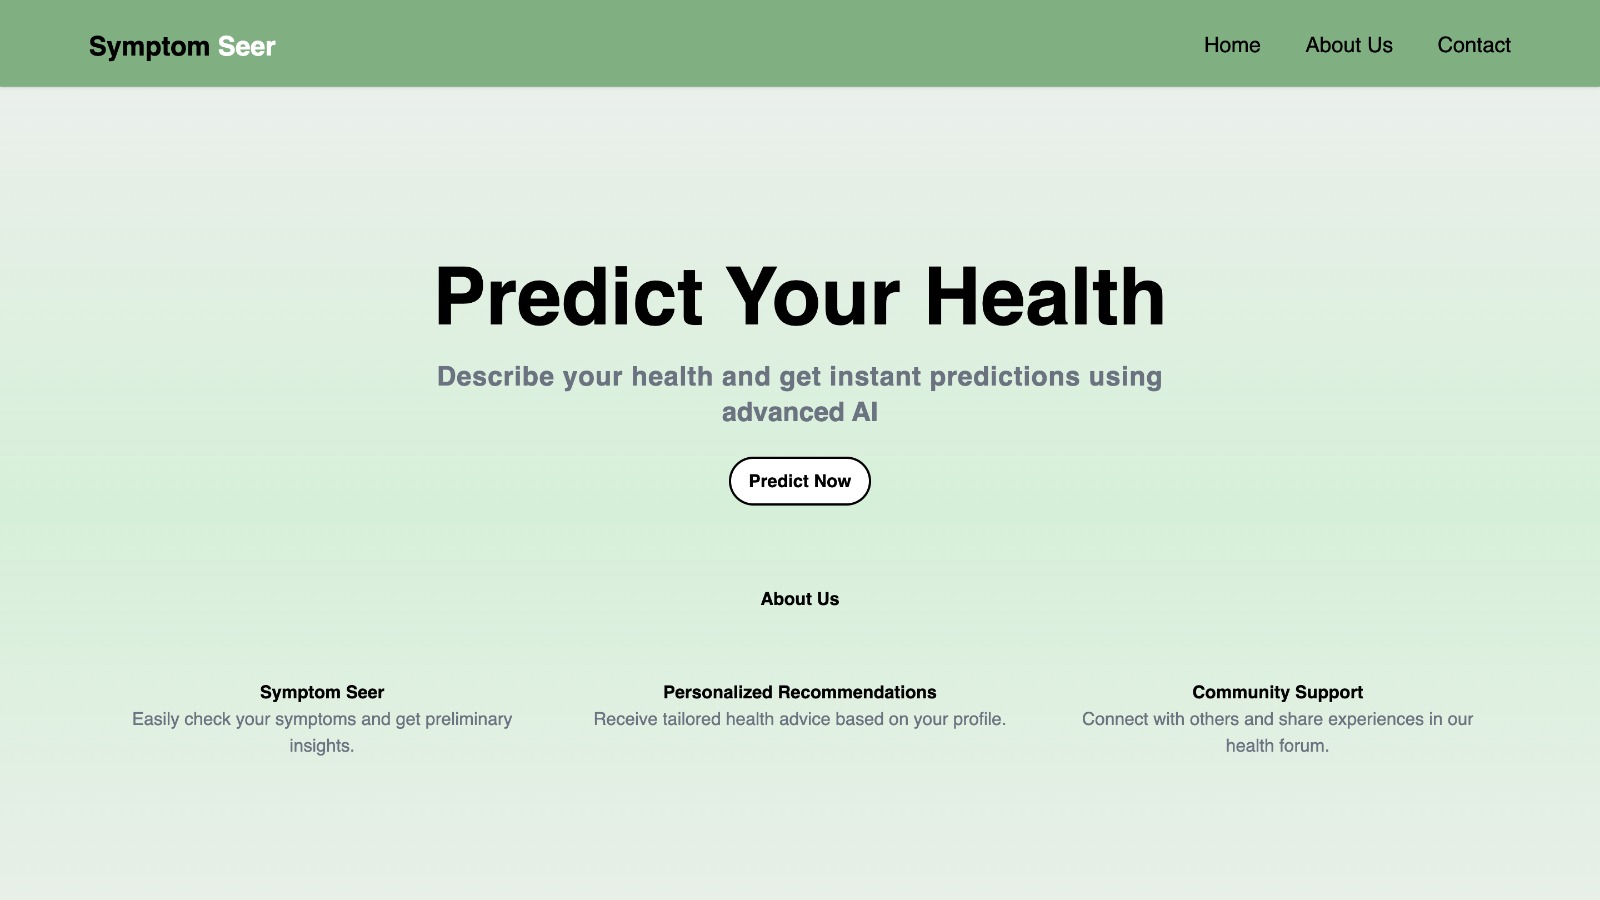 Symptom Seer
Home About Us Contact
Predict Your Health
Describe your health and get instant predictions using
advanced AI
Predict Now
About Us
Symptom Seer
Easily check your symptoms and get preliminary
insights.
Personalized Recommendations
Receive tailored health advice based on your profile.
Community Support
Connect with others and share experiences in our
health forum.